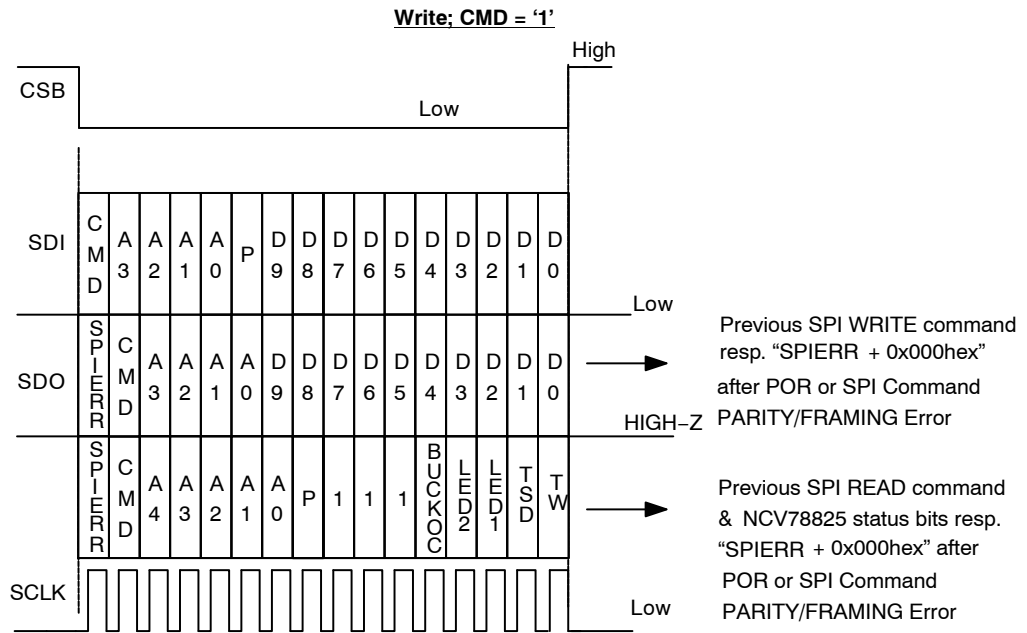 Write; CMD = ‘1’
High
CSB
Low
SDI
CMD A3 A2 A1 A0 P D9 D8 D7 D6 D5 D4 D3 D2 D1 D0
Low
SDO
SPIERR CMD A3 A2 A1 A0 D9 D8 D7 D6 D5 D4 D3 D2 D1 D0
Previous SPI WRITE command
resp. “SPIERR + 0x000hex”
after POR or SPI Command
PARITY/FRAMING Error
HIGH−Z
SPIERR CMD A4 A3 A2 A1 A0 P 1 1 1 BUCKOC LED2 LED1 TSD TW
Previous SPI READ command
& NCV78825 status bits resp.
“SPIERR + 0x000hex” after
POR or SPI Command
PARITY/FRAMING Error
SCLK
Low